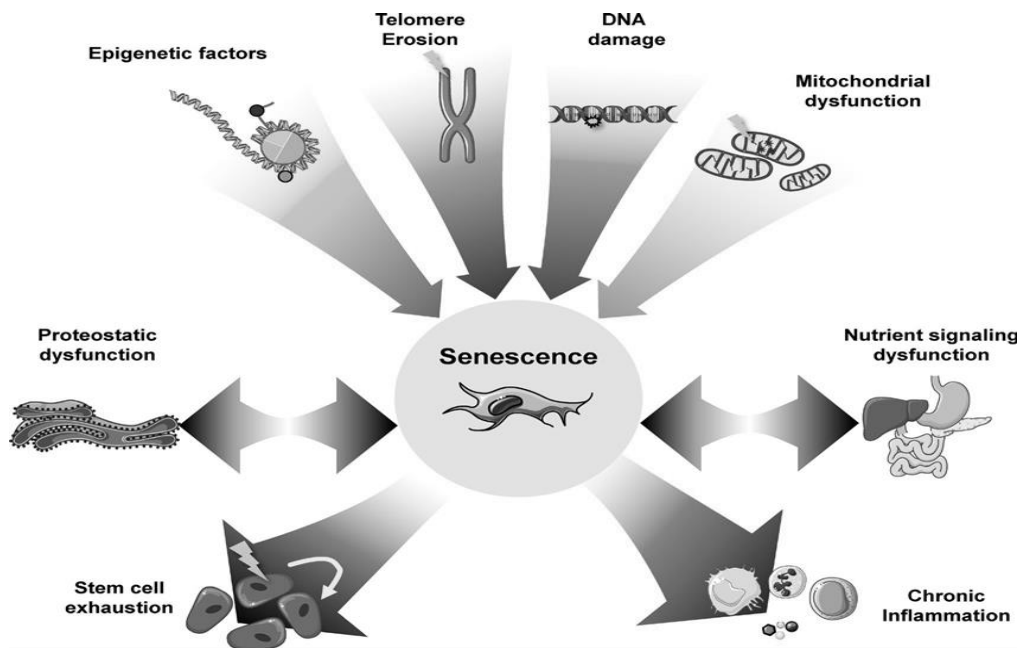 Telomere
Erosion
DNA
damage
Epigenetic factors
Mitochondrial
dysfunction
Proteostatic
dysfunction
Senescence
Nutrient signaling
dysfunction
Stem cell
exhaustion
Chronic
Inflammation